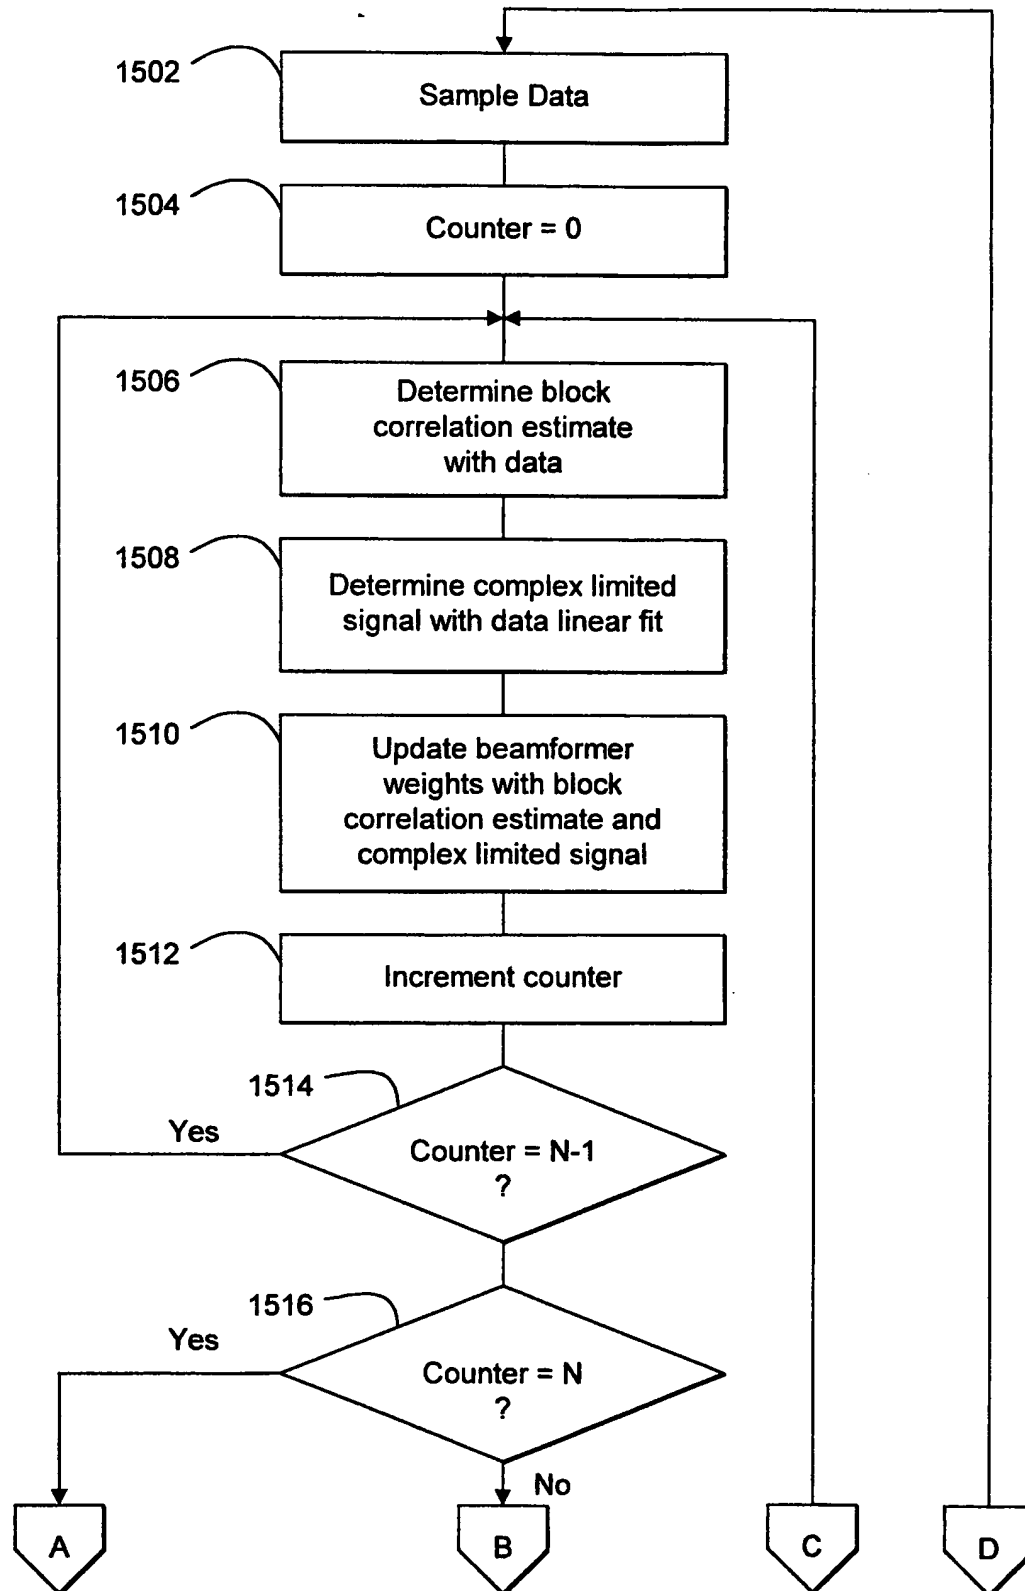 1502
Sample Data
1504
Counter = 0
1506
Determine block
correlation estimate
with data
1508
Determine complex limited
signal with data linear fit
1510
Update beamformer
weights with block
correlation estimate and
complex limited signal
1512
Increment counter
1514
Yes
Counter = N-1
?
1516
Yes
Counter = N
?
No
A
B
C
D